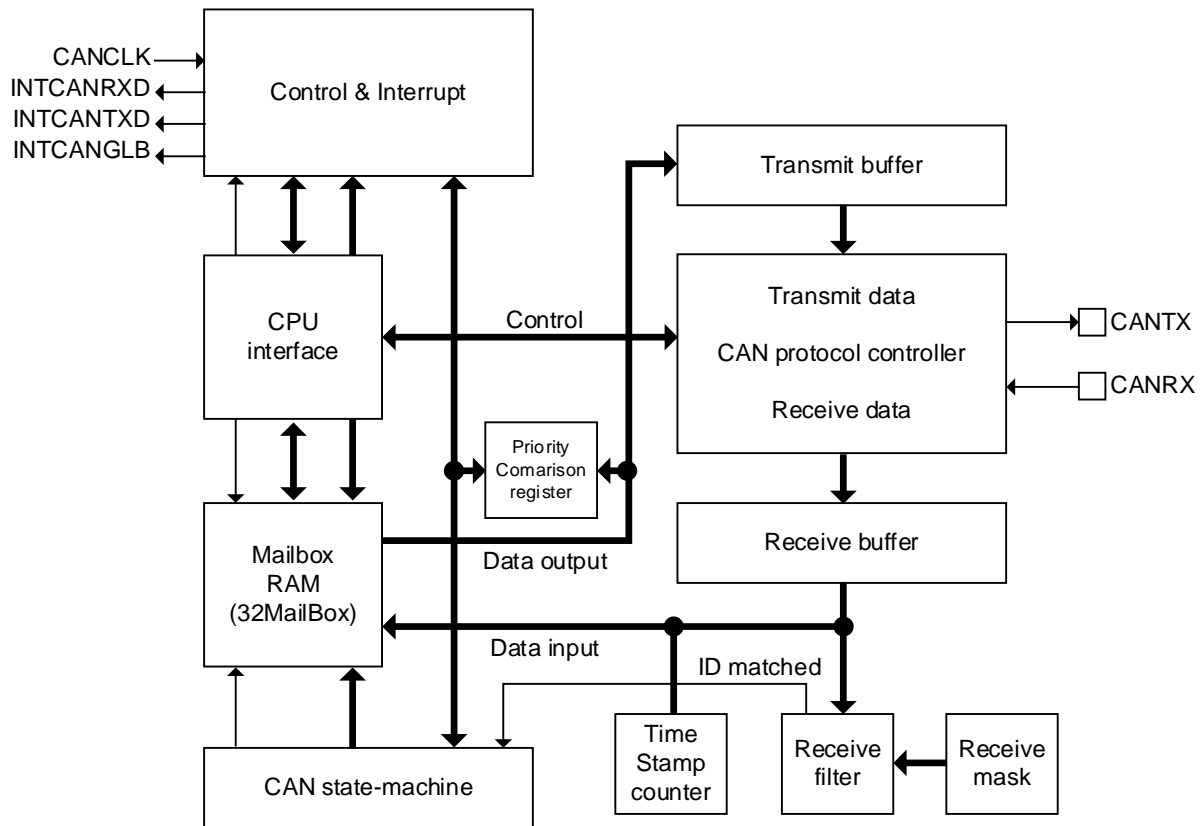 CANCLK
INTCANRXD
INTCANTXD
INTCANGLB
Control & Interrupt
Transmit buffer
CPU
interface
Control
Transmit data
CAN protocol controller
Receive data
CANTX
CANRX
Priority
Comarison
register
Mailbox
RAM
(32MailBox)
Data output
Receive buffer
Data input
ID matched
CAN state-machine
Time
Stamp
counter
Receive
filter
Receive
mask